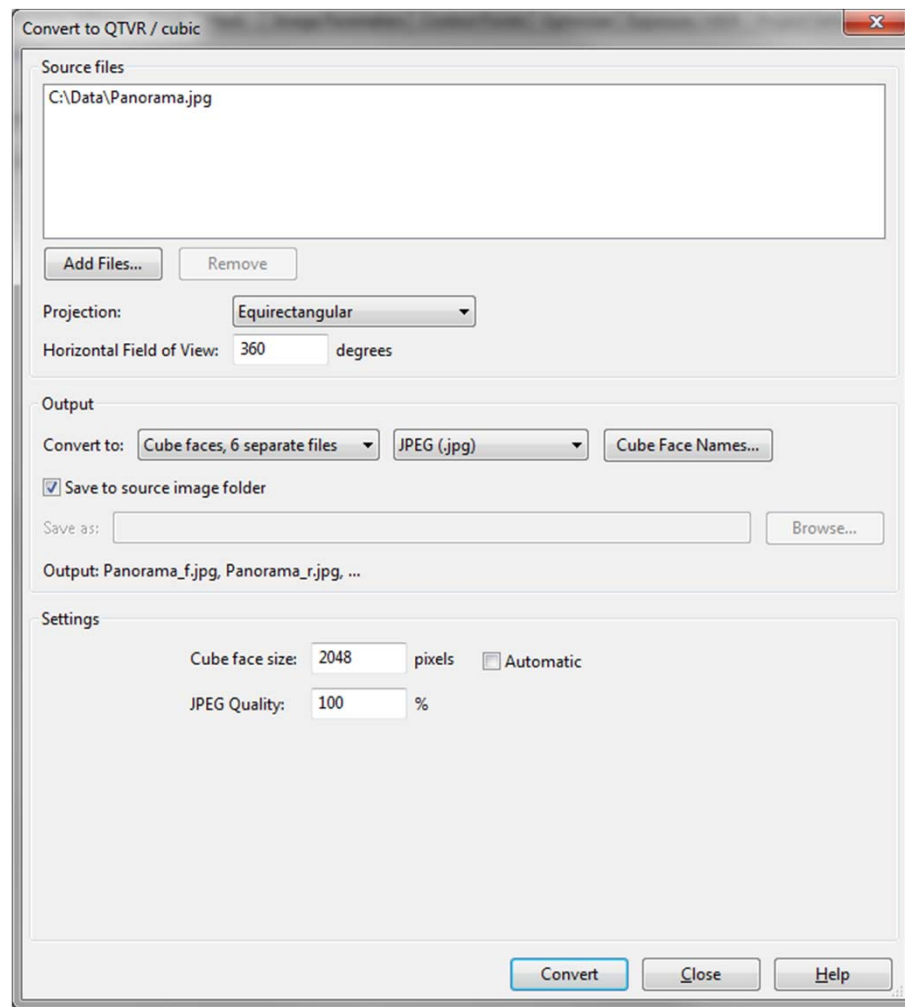 Convert to QTVR / cubic
Source files
C:\Data\Panorama.jpg
Add Files... Remove
Projection: Equirectangular
Horizontal Field of View: 360 degrees
Output
Convert to: Cube faces, 6 separate files JPEG (.jpg) Cube Face Names...
Save to source image folder
Save as: Browse...
Output: Panorama_f.jpg, Panorama_r.jpg, ...
Settings
Cube face size: 2048 pixels Automatic
JPEG Quality: 100 %
Convert Close Help